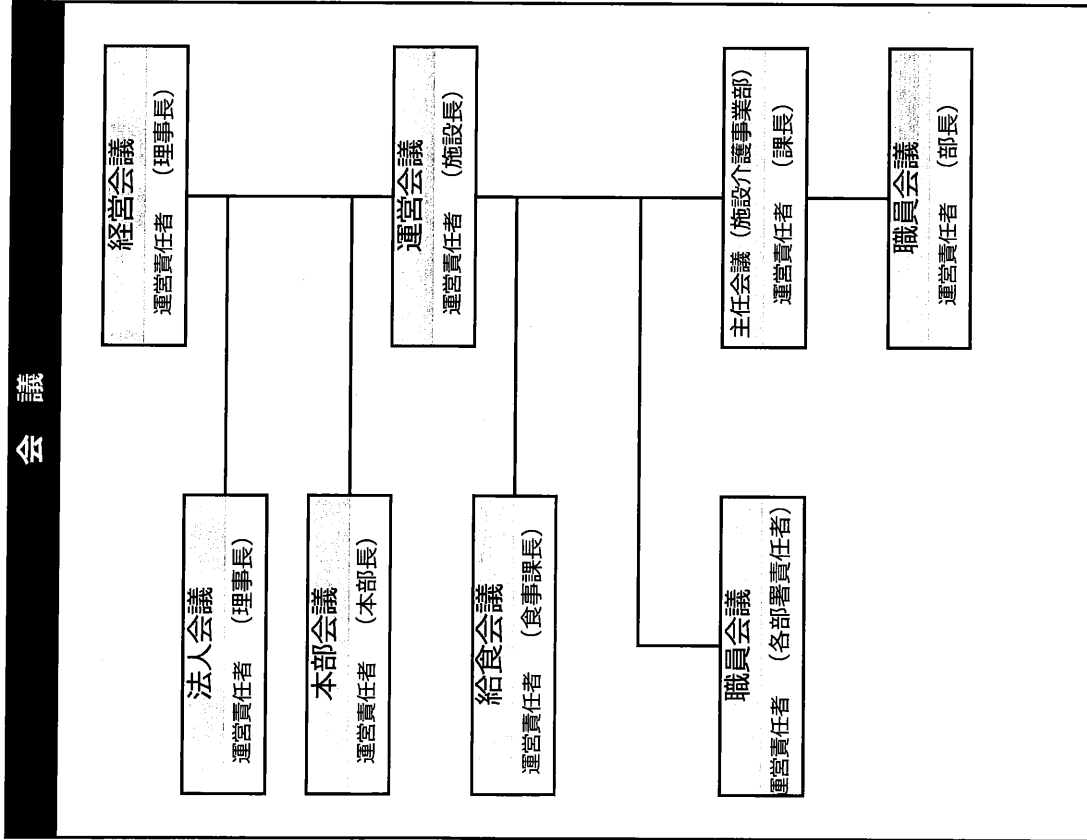 会 議
経営会議
運営責任者 (理事長)
法人会議
運営責任者 (理事長)
本部会議
運営責任者 (本部長)
運営会議
運営責任者 (施設長)
給食会議
運営責任者 (食事課長)
主任会議 (施設介護事業部)
運営責任者 (課長)
職員会議
運営責任者 (各部署責任者)
職員会議
運営責任者 (部長)